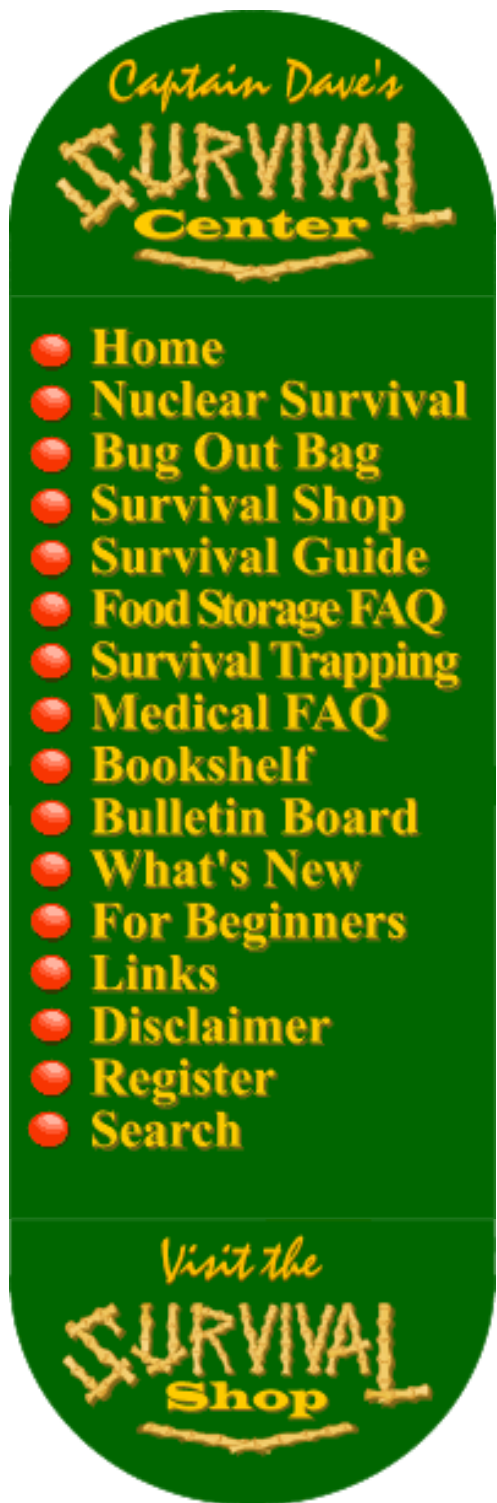 Captain Dave's
SURVIVAL
Center
Home
Nuclear Survival
Bug Out Bag
Survival Shop
Survival Guide
Food Storage FAQ
Survival Trapping
Medical FAQ
Bookshelf
Bulletin Board
What's New
For Beginners
Links
Disclaimer
Register
Search
Visit the
SURVIVAL
Shop